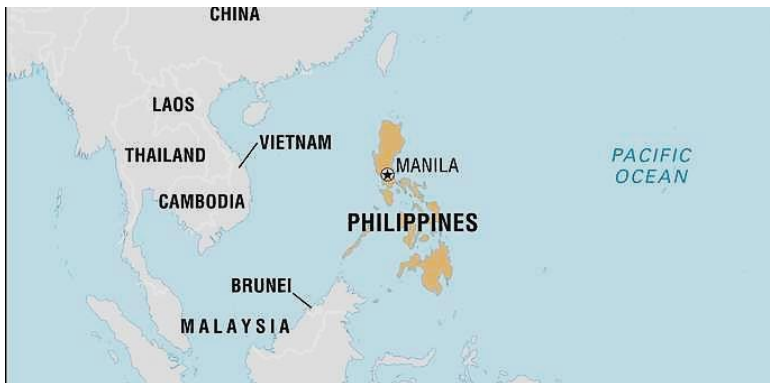 CHINA
LAOS
VIETNAM
THAILAND
MANILA
PACIFIC
OCEAN
CAMBODIA
PHILIPPINES
BRUNEI
MALAYSIA